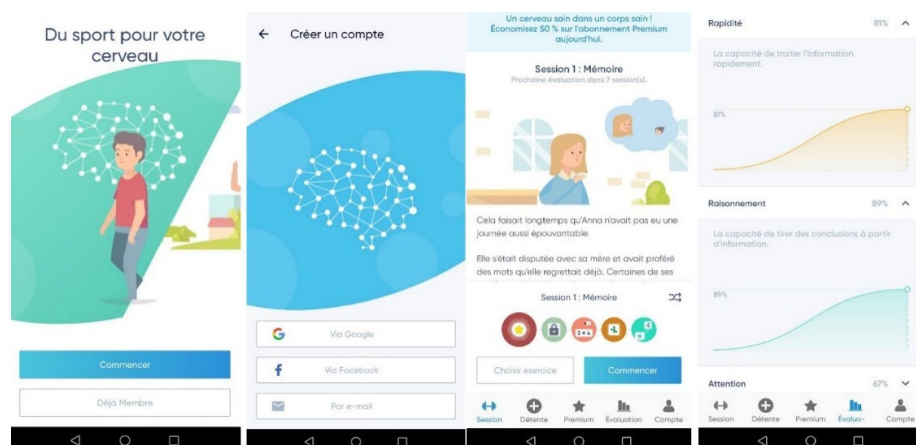 Du sport pour votre
cerveau
Commencer
Déjà Membre
Créer un compte
Via Google
Via Facebook
Par e-mail
Un cerveau sain dans un corps sain !
Économisez 50 % sur l'abonnement Premium
aujourd'hui.
Session 1 : Mémoire
Prochaine évaluation dans 7 session(s).
Cela faisait longtemps qu'Anna n'avait pas eu une
journée aussi épouvantable.
Elle s'était disputée avec sa mère et avait proféré
des mots qu'elle regrettait déjà. Certaines de ses
Session 1 : Mémoire
Choisir exercice
Commencer
Session Détente Premium Évaluation Compte
Rapidité 81%
La capacité de traiter l'information
rapidement.
81%
Raisonnement 89%
La capacité de tirer des conclusions à partir
d'information.
89%
Attention 67%
Session Détente Premium Évalua- Compte